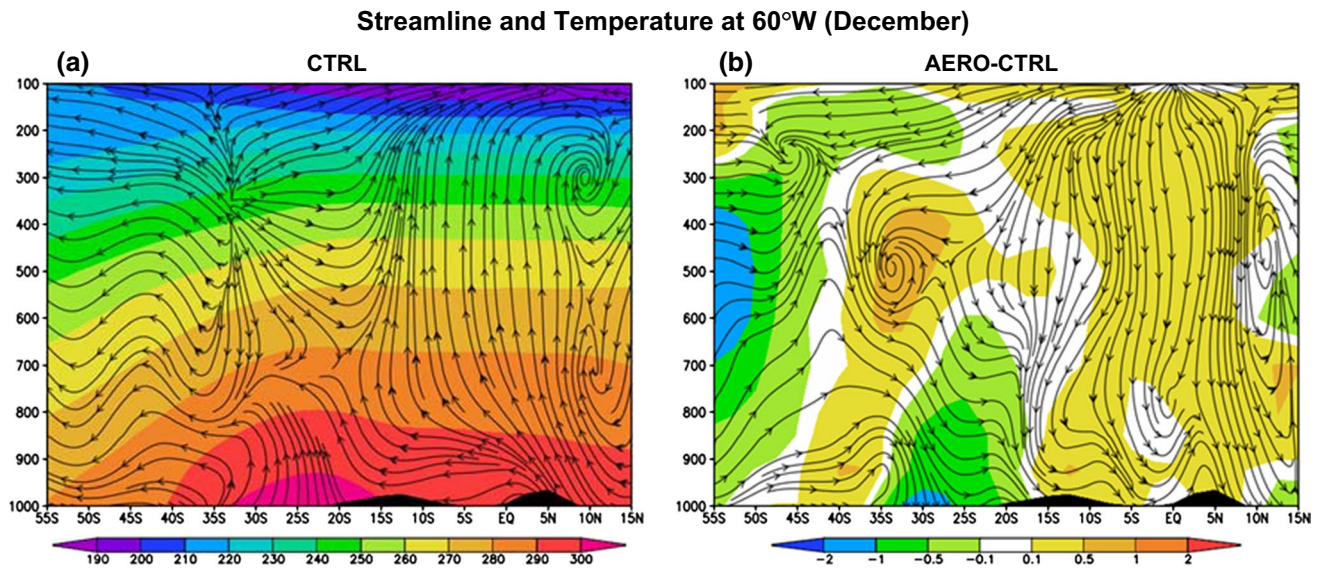 Streamline and Temperature at 60°W (December)
(a) CTRL
(b) AERO-CTRL
100
200
300
400
500
600
700
800
900
1000
55S 50S 45S 40S 35S 30S 25S 20S 15S 10S 5S EQ 5N 10N 15N
190 200 210 220 230 240 250 260 270 280 290 300
100
200
300
400
500
600
700
800
900
1000
55S 50S 45S 40S 35S 30S 25S 20S 15S 10S 5S EQ 5N 10N 15N
-2 -1 -0.5 -0.1 0.1 0.5 1 2